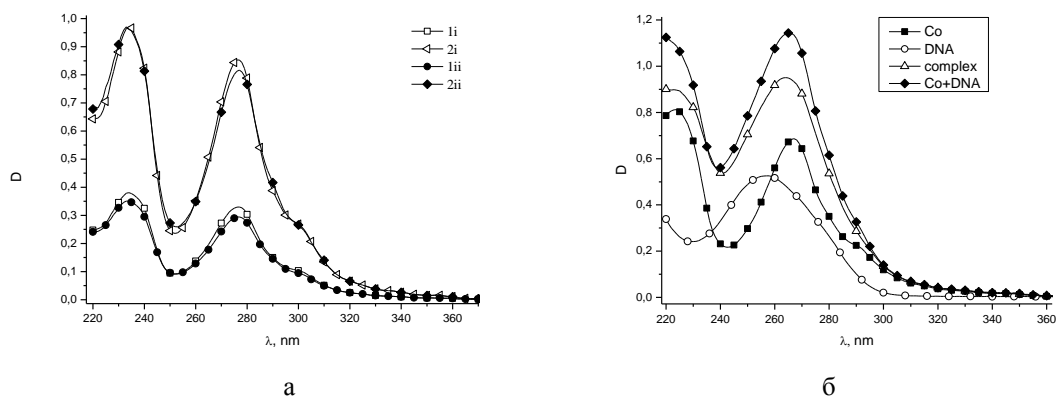 1,0
0,9
0,8
0,7
0,6
0,5
0,4
0,3
0,2
0,1
0,0
D
220 240 260 280 300 320 340 360
λ, nm
1i
2i
1ii
2ii
а
1,2
1,0
0,8
0,6
0,4
0,2
0,0
D
220 240 260 280 300 320 340 360
λ, nm
Co
DNA
complex
Co+DNA
б